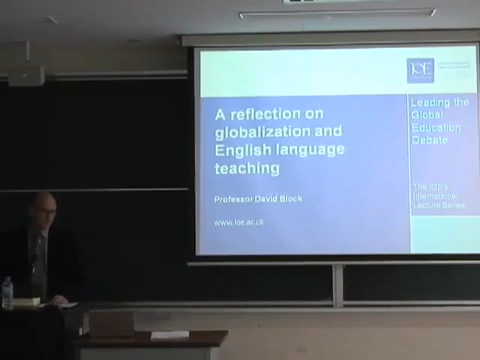 IOE
Leading the
Global
Education
Debate
A reflection on
globalization and
English language
teaching
Professor David Block
www.ioe.ac.uk
The IOE's
International
Lecture Series